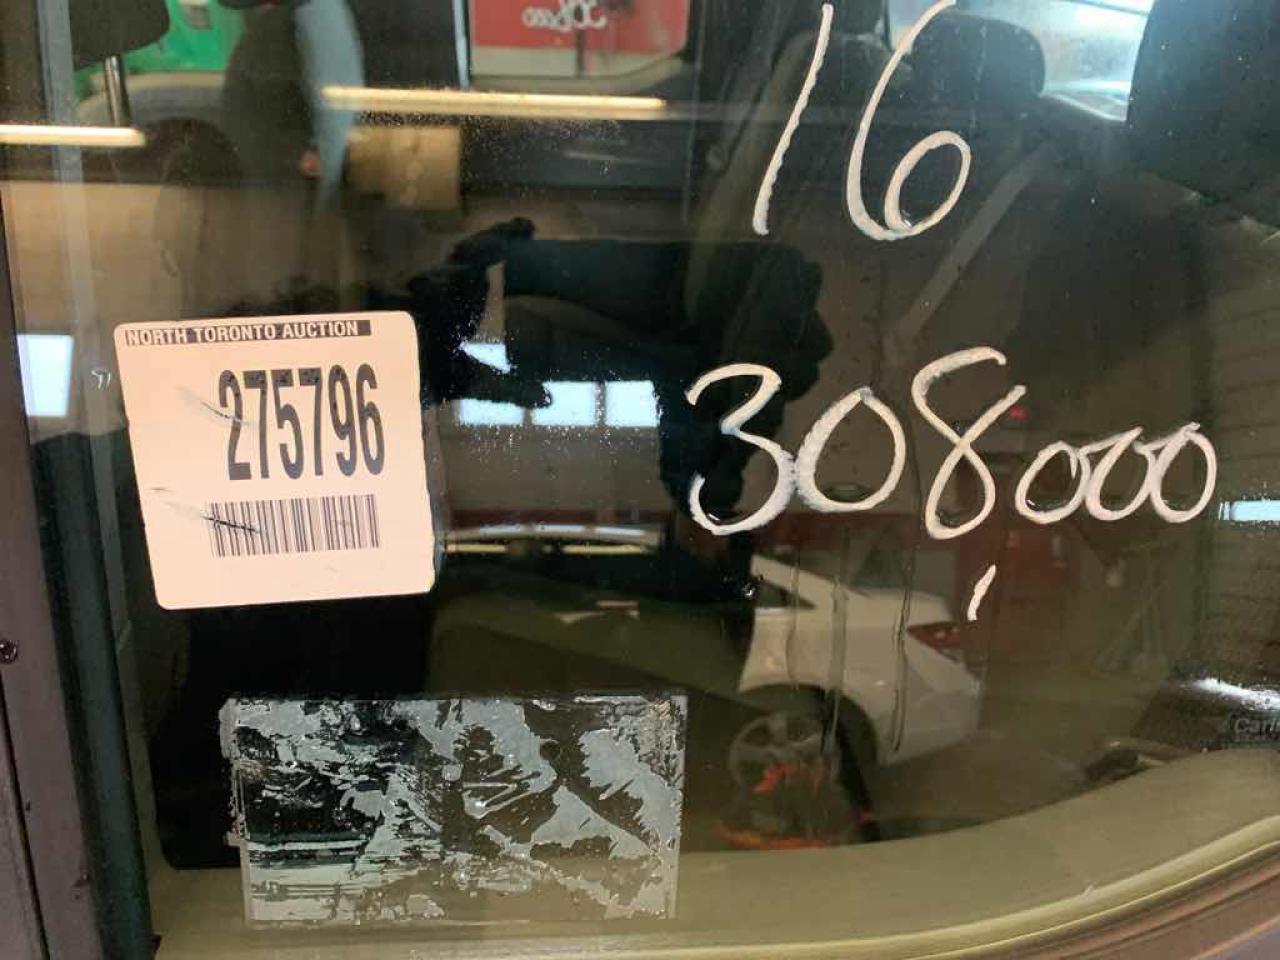 16
NORTH TORONTO AUCTION
275796
308000